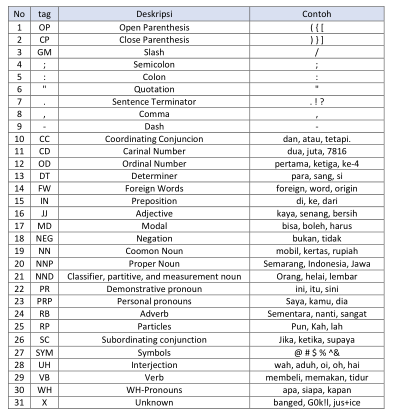 No tag Deskripsi Contoh
1 OP Open Parenthesis ( { [
2 CP Close Parenthesis ) } ]
3 GM Slash /
4 ; Semicolon ;
5 : Colon :
6 " Quotation "
7 . Sentence Terminator . ! ?
8 , Comma ,
9 - Dash -
10 CC Coordinating Conjuncion dan, atau, tetapi.
11 CD Carinal Number dua, juta, 7816
12 OD Ordinal Number pertama, ketiga, ke-4
13 DT Determiner para, sang, si
14 FW Foreign Words foreign, word, origin
15 IN Preposition di, ke, dari
16 JJ Adjective kaya, senang, bersih
17 MD Modal bisa, boleh, harus
18 NEG Negation bukan, tidak
19 NN Coomon Noun mobil, kertas, rupiah
20 NNP Proper Noun Semarang, Indonesia, Jawa
21 NND Classifier, partitive, and measurement noun Orang, helai, lembar
22 PR Demonstrative pronoun ini, itu, sini
23 PRP Personal pronouns Saya, kamu, dia
24 RB Adverb Sementara, nanti, sangat
25 RP Particles Pun, Kah, lah
26 SC Subordinating conjunction Jika, ketika, supaya
27 SYM Symbols @ # $ % ^&
28 UH Interjection wah, aduh, oi, oh, hai
29 VB Verb membeli, memakan, tidur
30 WH WH-Pronouns apa, siapa, kapan
31 X Unknown banged, G0k!l, jus+ice